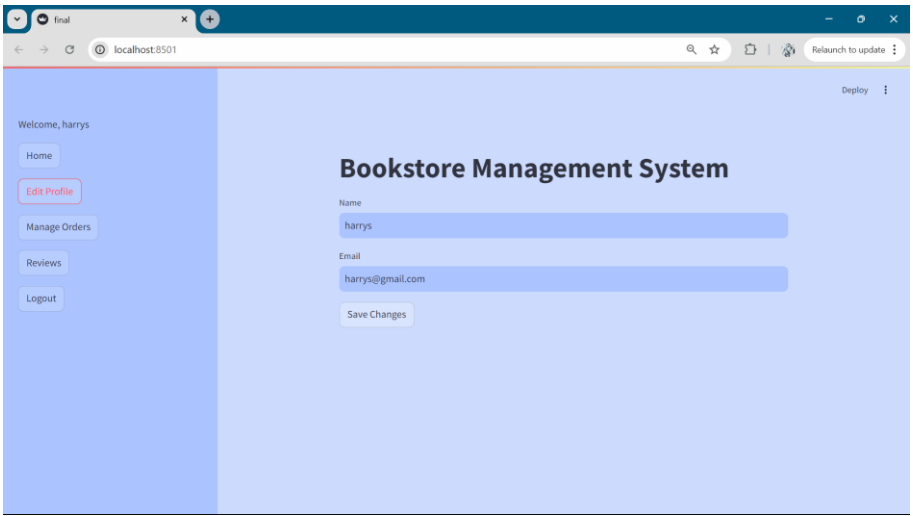 final
localhost:8501
Relaunch to update
Deploy
Welcome, harrys
Home
Edit Profile
Manage Orders
Reviews
Logout
Bookstore Management System
Name
harrys
Email
harrys@gmail.com
Save Changes